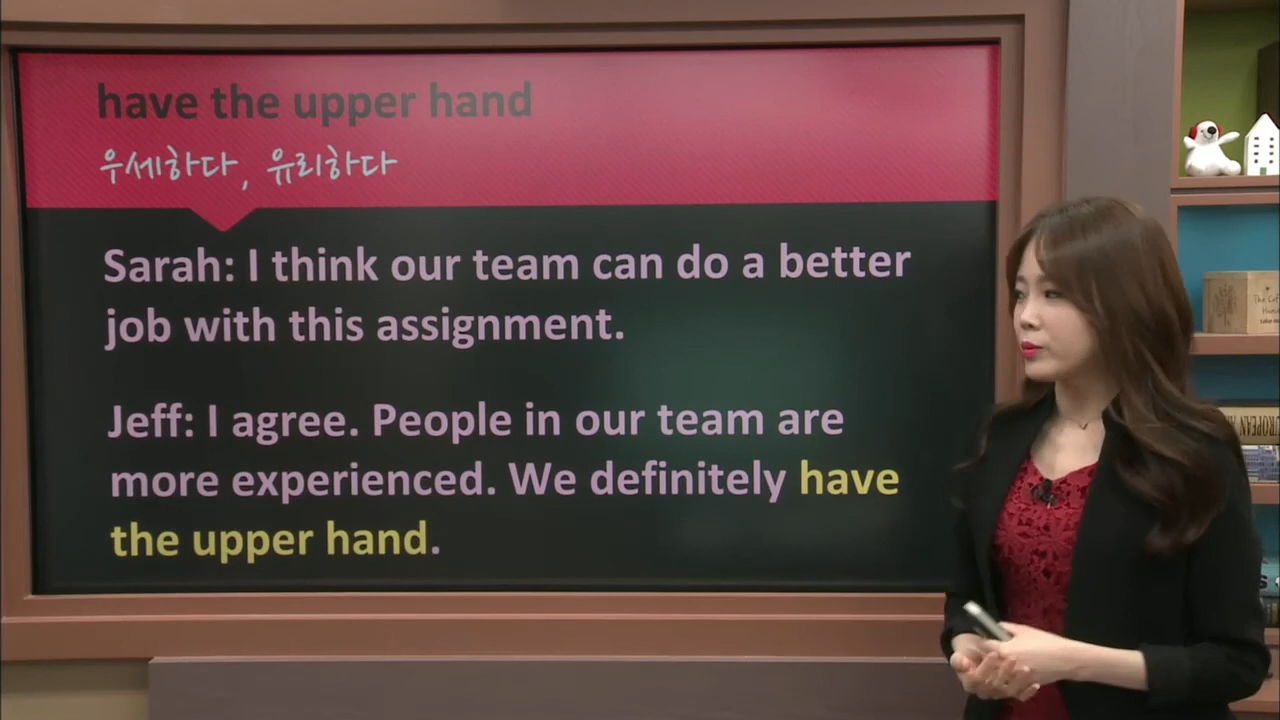 have the upper hand
우세하다, 유리하다
Sarah: I think our team can do a better
job with this assignment.
Jeff: I agree. People in our team are
more experienced. We definitely have
the upper hand.